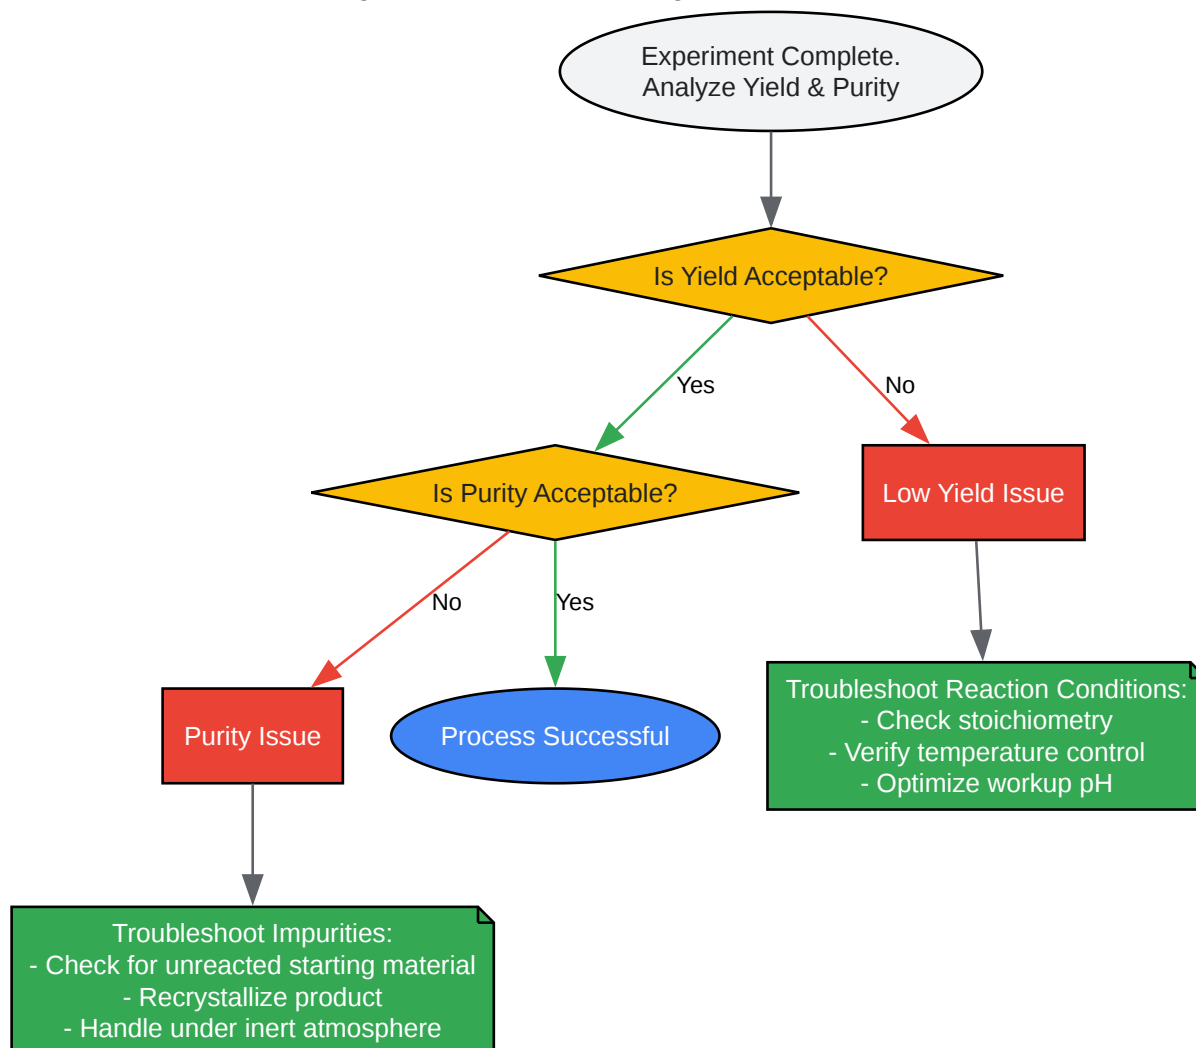 Experiment Complete.
Analyze Yield & Purity
Is Yield Acceptable?
Yes
No
Is Purity Acceptable?
Low Yield Issue
No
Yes
Troubleshoot Reaction Conditions:
- Check stoichiometry
- Verify temperature control
- Optimize workup pH
Purity Issue
Process Successful
Troubleshoot Impurities:
- Check for unreacted starting material
- Recrystallize product
- Handle under inert atmosphere